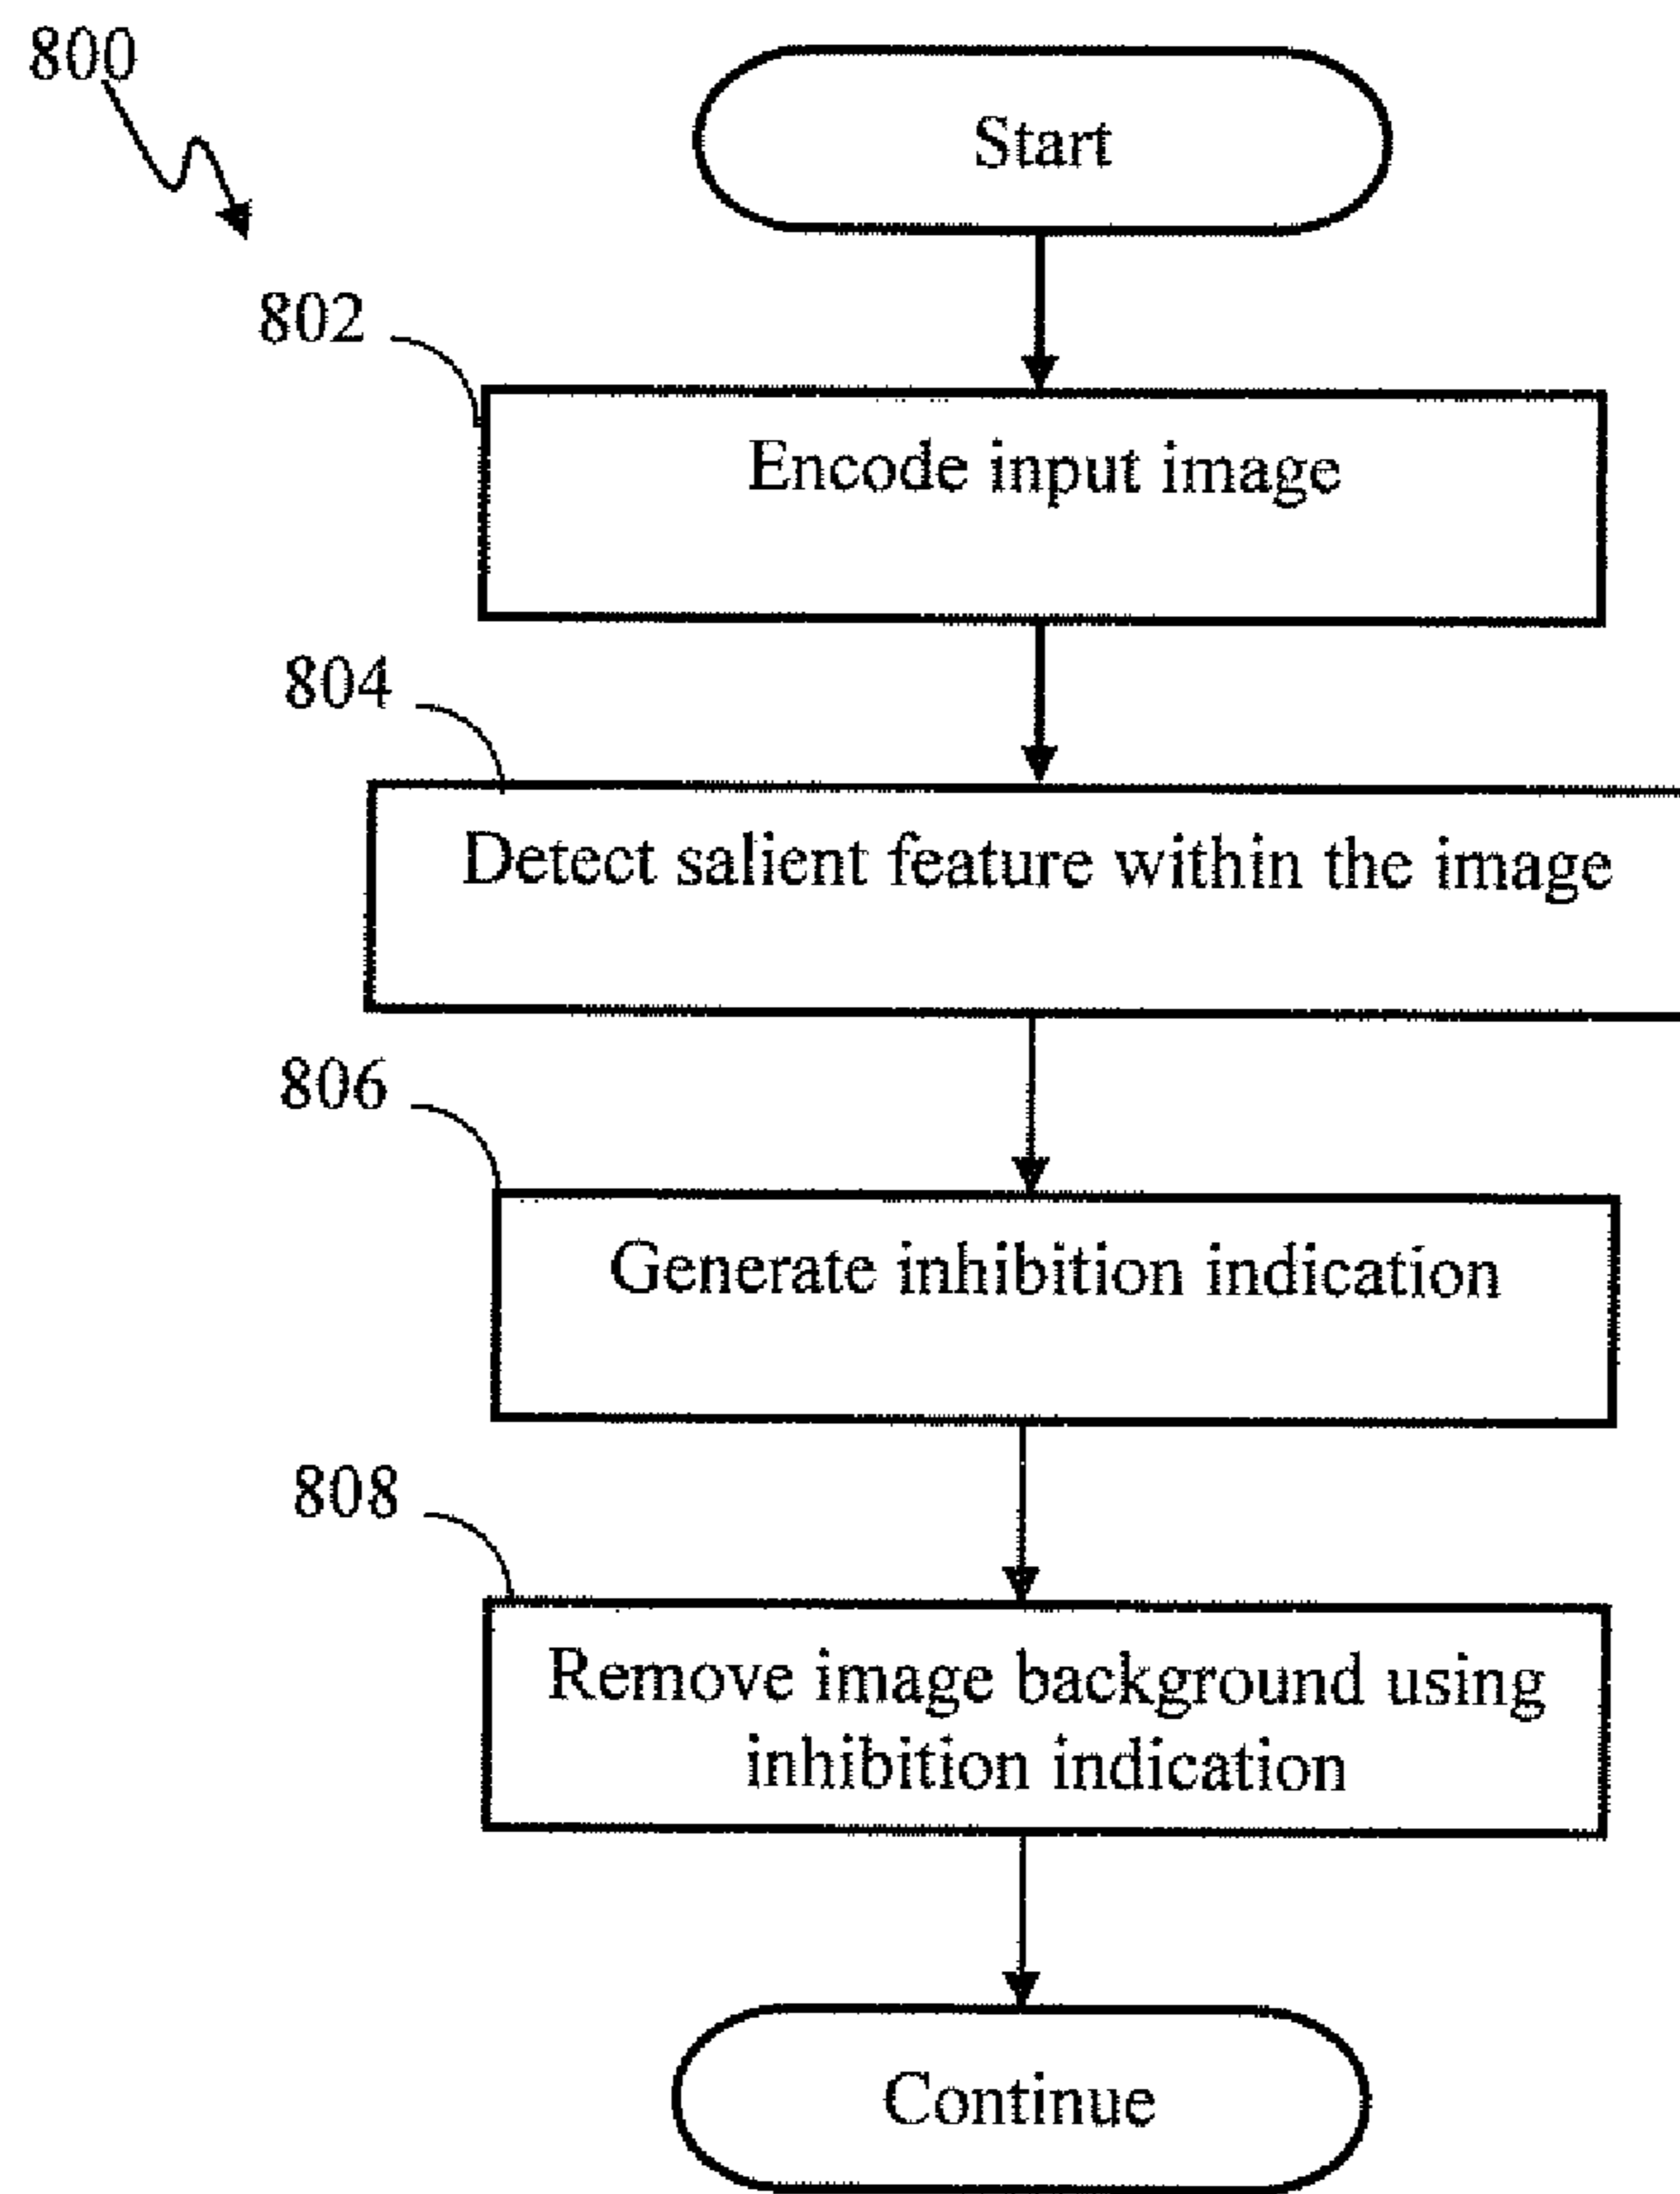 800
Start
802
Encode input image
804
Detect salient feature within the image
806
Generate inhibition indication
808
Remove image background using
inhibition indication
Continue